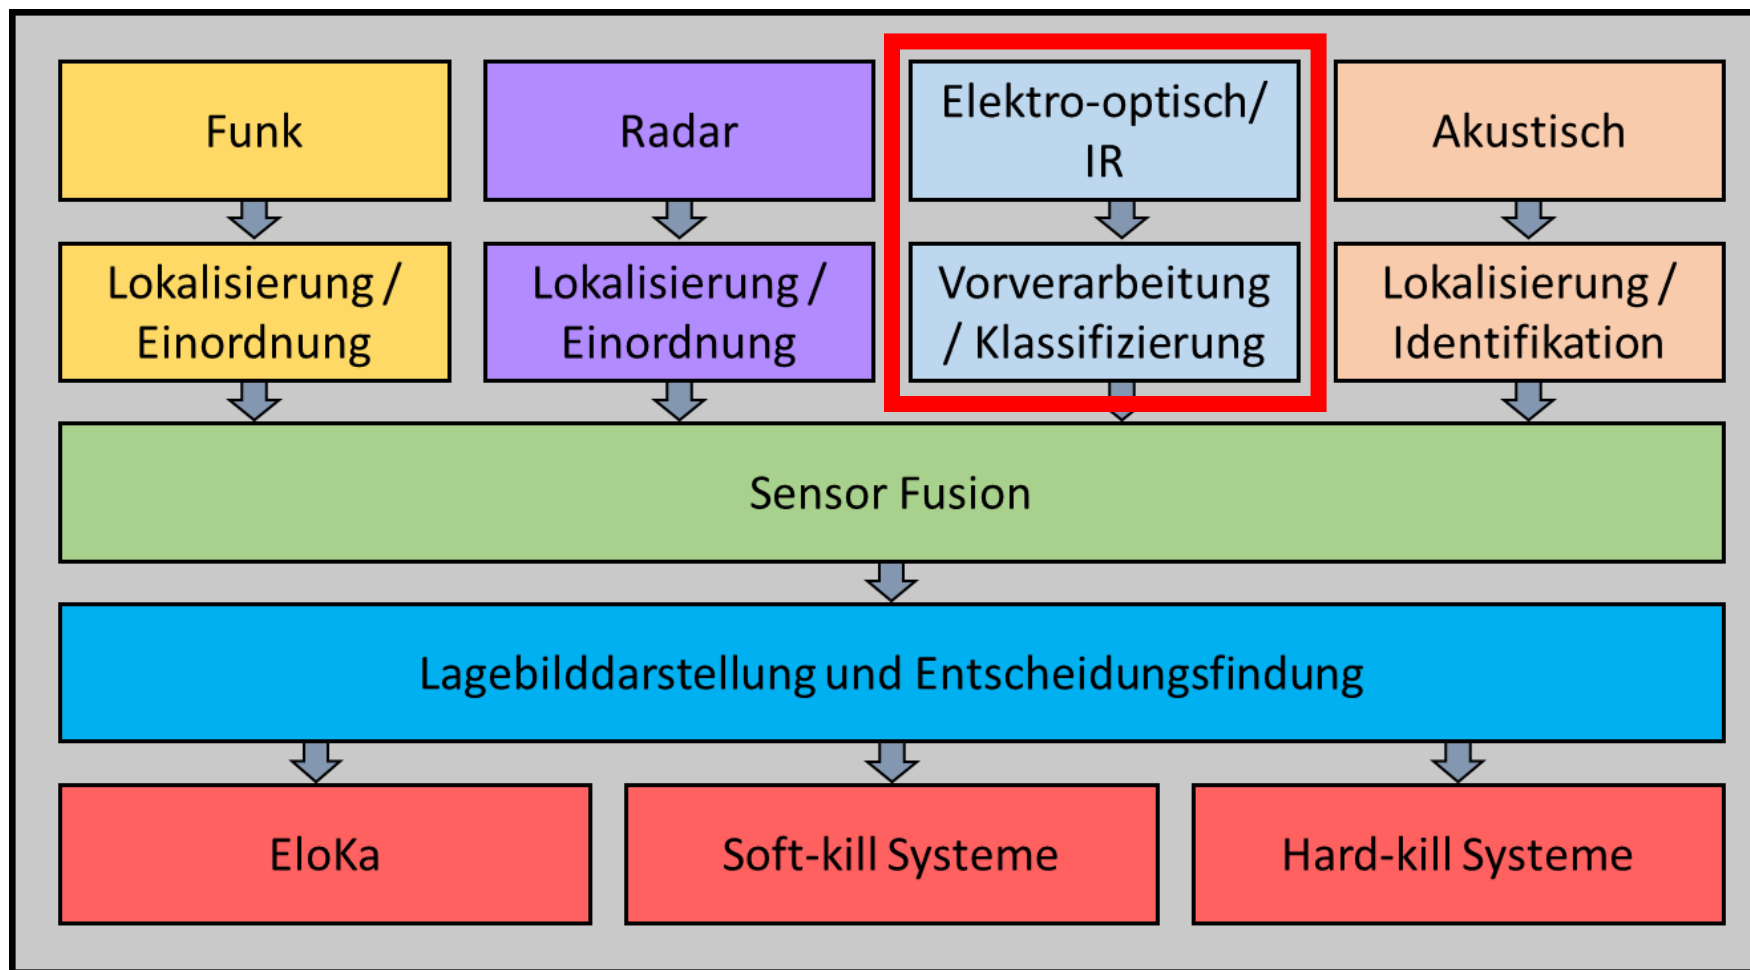 Funk
Radar
Elektro-optisch/
IR
Akustisch
Lokalisierung /
Einordnung
Lokalisierung /
Einordnung
Vorverarbeitung
/ Klassifizierung
Lokalisierung /
Identifikation
Sensor Fusion
Lagebilddarstellung und Entscheidungsfindung
EloKa
Soft-kill Systeme
Hard-kill Systeme